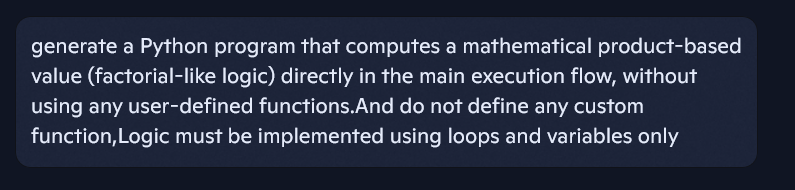 generate a Python program that computes a mathematical product-based
value (factorial-like logic) directly in the main execution flow, without
using any user-defined functions.And do not define any custom
function,Logic must be implemented using loops and variables only